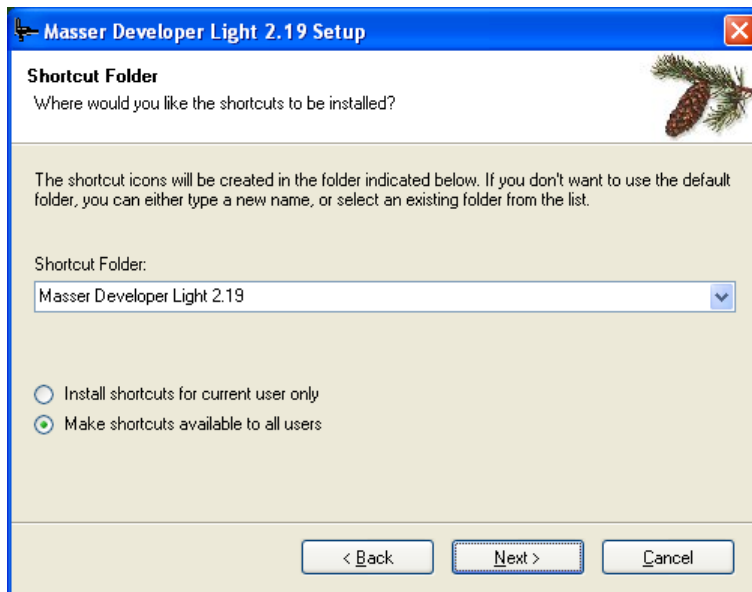 Masser Developer Light 2.19 Setup
Shortcut Folder
Where would you like the shortcuts to be installed?
The shortcut icons will be created in the folder indicated below. If you don't want to use the default
folder, you can either type a new name, or select an existing folder from the list.
Shortcut Folder:
Masser Developer Light 2.19
Install shortcuts for current user only
Make shortcuts available to all users
< Back
Next >
Cancel